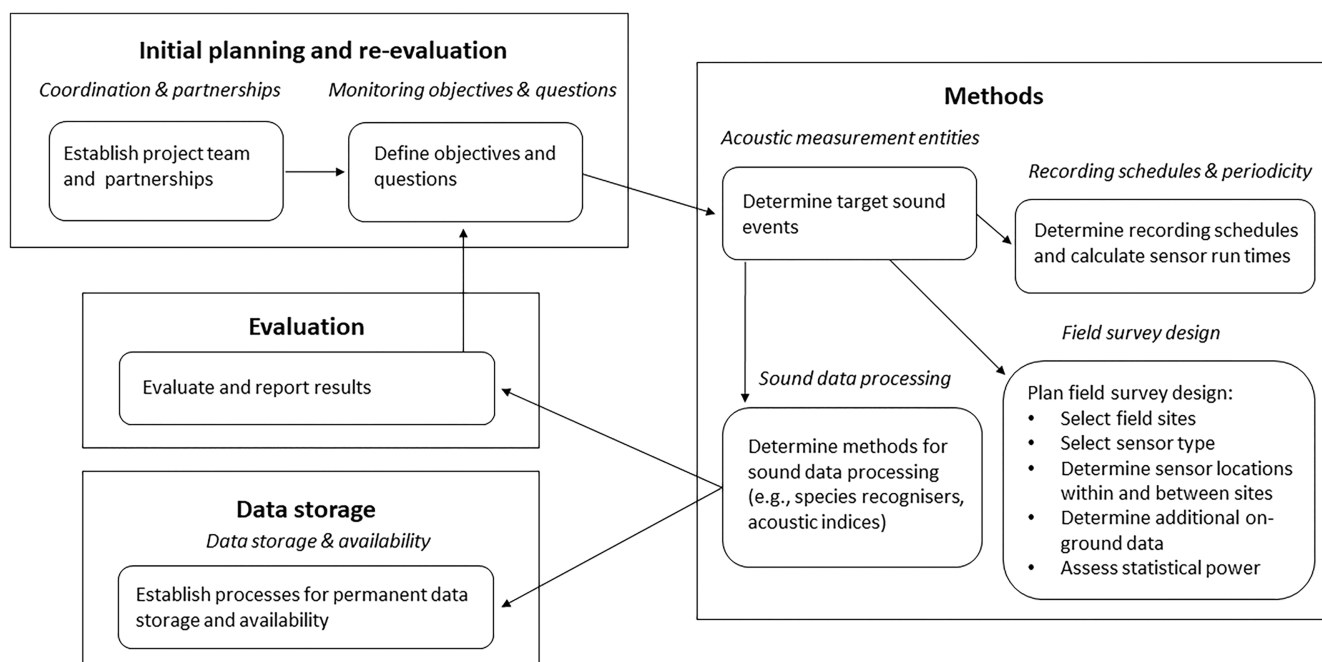 Initial planning and re-evaluation
Coordination & partnerships
Monitoring objectives & questions
Establish project team
and partnerships
Define objectives and
questions
Evaluation
Evaluate and report results
Data storage
Data storage & availability
Establish processes for permanent data
storage and availability
Methods
Acoustic measurement entities
Determine target sound
events
Recording schedules & periodicity
Determine recording schedules
and calculate sensor run times
Sound data processing
Determine methods for
sound data processing
(e.g., species recognisers,
acoustic indices)
Field survey design
Plan field survey design:
• Select field sites
• Select sensor type
• Determine sensor locations
within and between sites
• Determine additional on-
ground data
• Assess statistical power